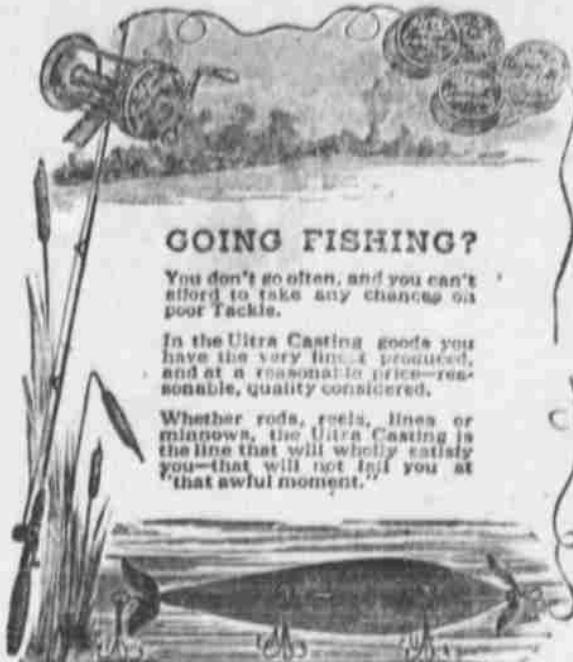 GOING FISHING?
You don't go often, and you can't
afford to take any chances on
poor Tackle.
In the Ultra Casting goods you
have the very finest produced,
and at a reasonable price—rea-
sonable, quality considered.
Whether rods, reels, lines or
minnows, the Ultra Casting is
the line that will wholly satisfy
you—that will not fail you at
"that awful moment."